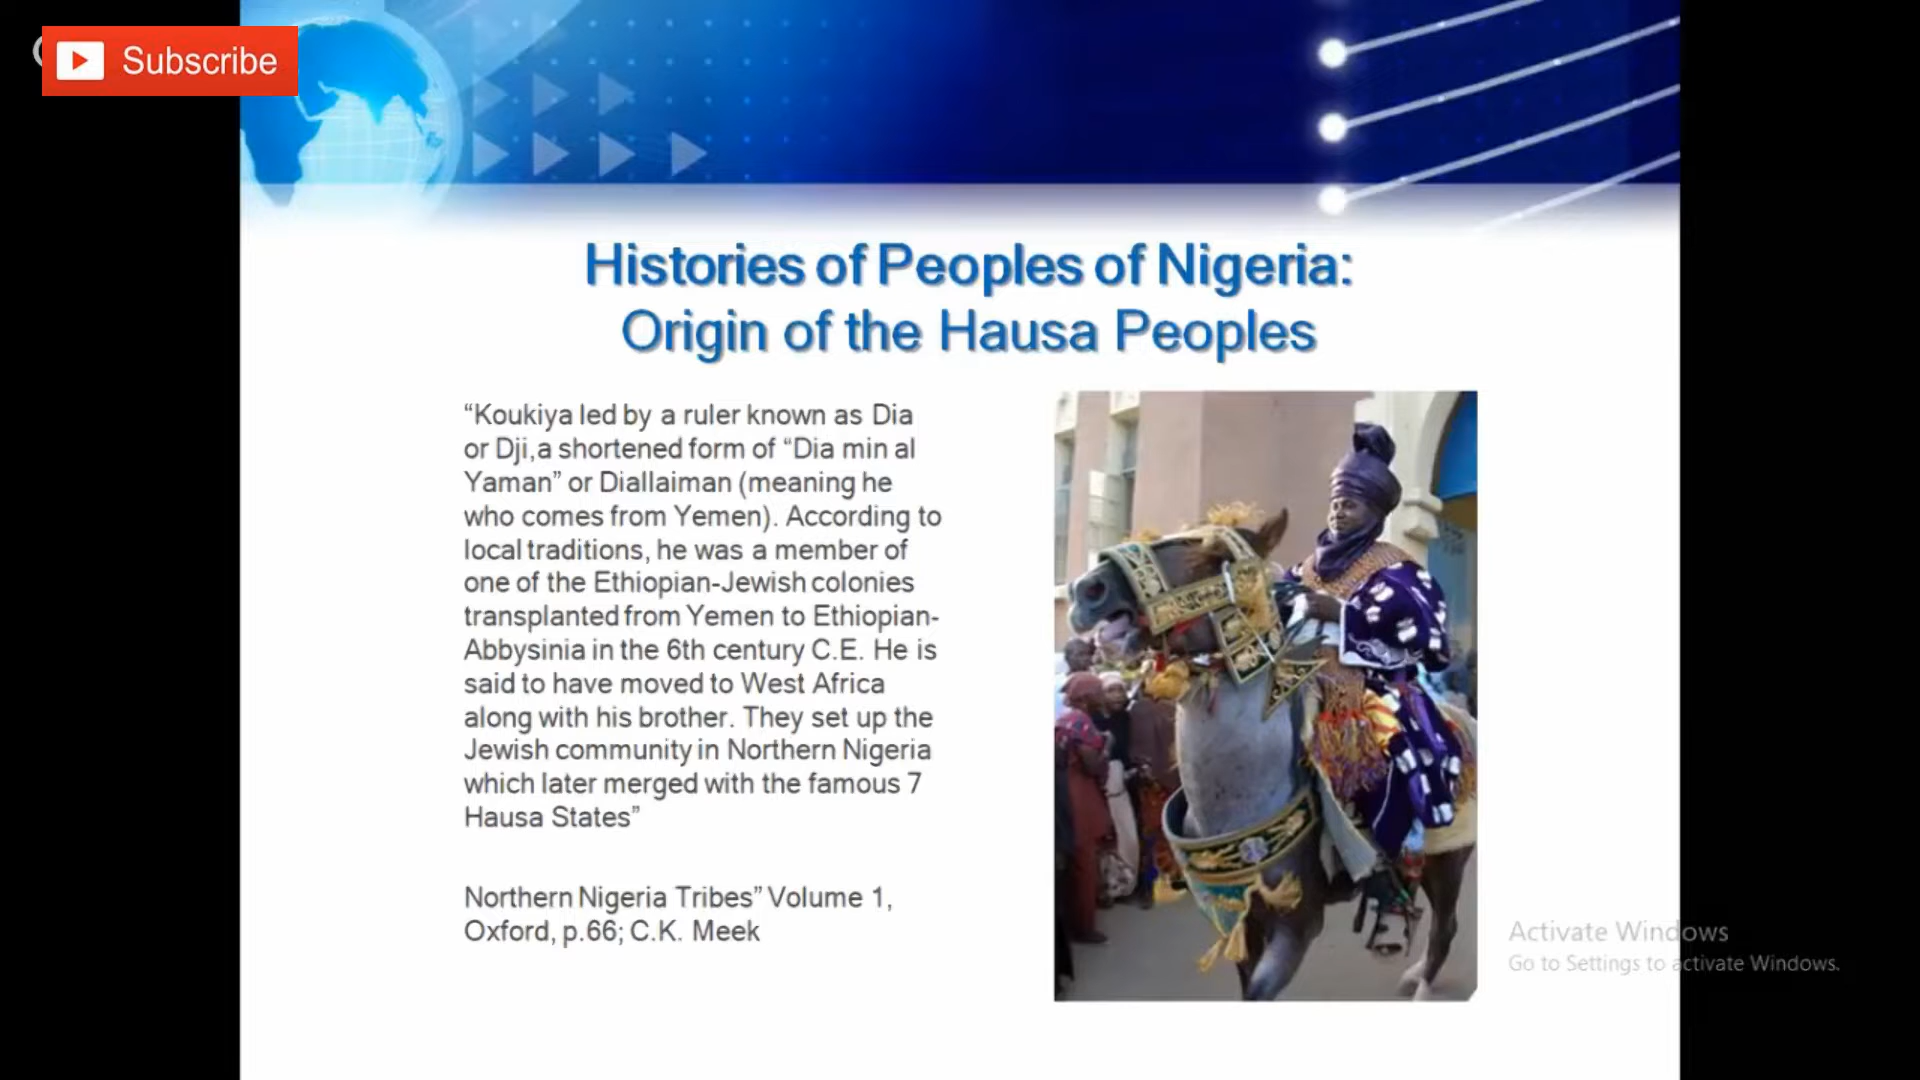 Subscribe
Histories of Peoples of Nigeria:
Origin of the Hausa Peoples
“Koukiya led by a ruler known as Dia
or Dji,a shortened form of “Dia min al
Yaman” or Diallaiman (meaning he
who comes from Yemen). According to
local traditions, he was a member of
one of the Ethiopian-Jewish colonies
transplanted from Yemen to Ethiopian-
Abbysinia in the 6th century C.E. He is
said to have moved to West Africa
along with his brother. They set up the
Jewish community in Northern Nigeria
which later merged with the famous 7
Hausa States”
Northern Nigeria Tribes” Volume 1,
Oxford, p.66; C.K. Meek
Activate Windows
Go to Settings to activate Windows.